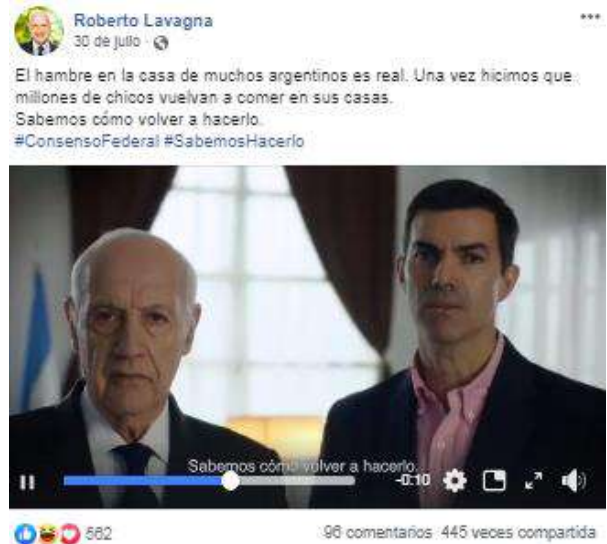 Roberto Lavagna
30 de julio ·
El hambre en la casa de muchos argentinos es real. Una vez hicimos que
millones de chicos vuelvan a comer en sus casas.
Sabemos cómo volver a hacerlo.
#ConsensoFederal #SabemosHacerlo
Sabemos cómo volver a hacerlo.
-0:10
562
96 comentarios 445 veces compartida